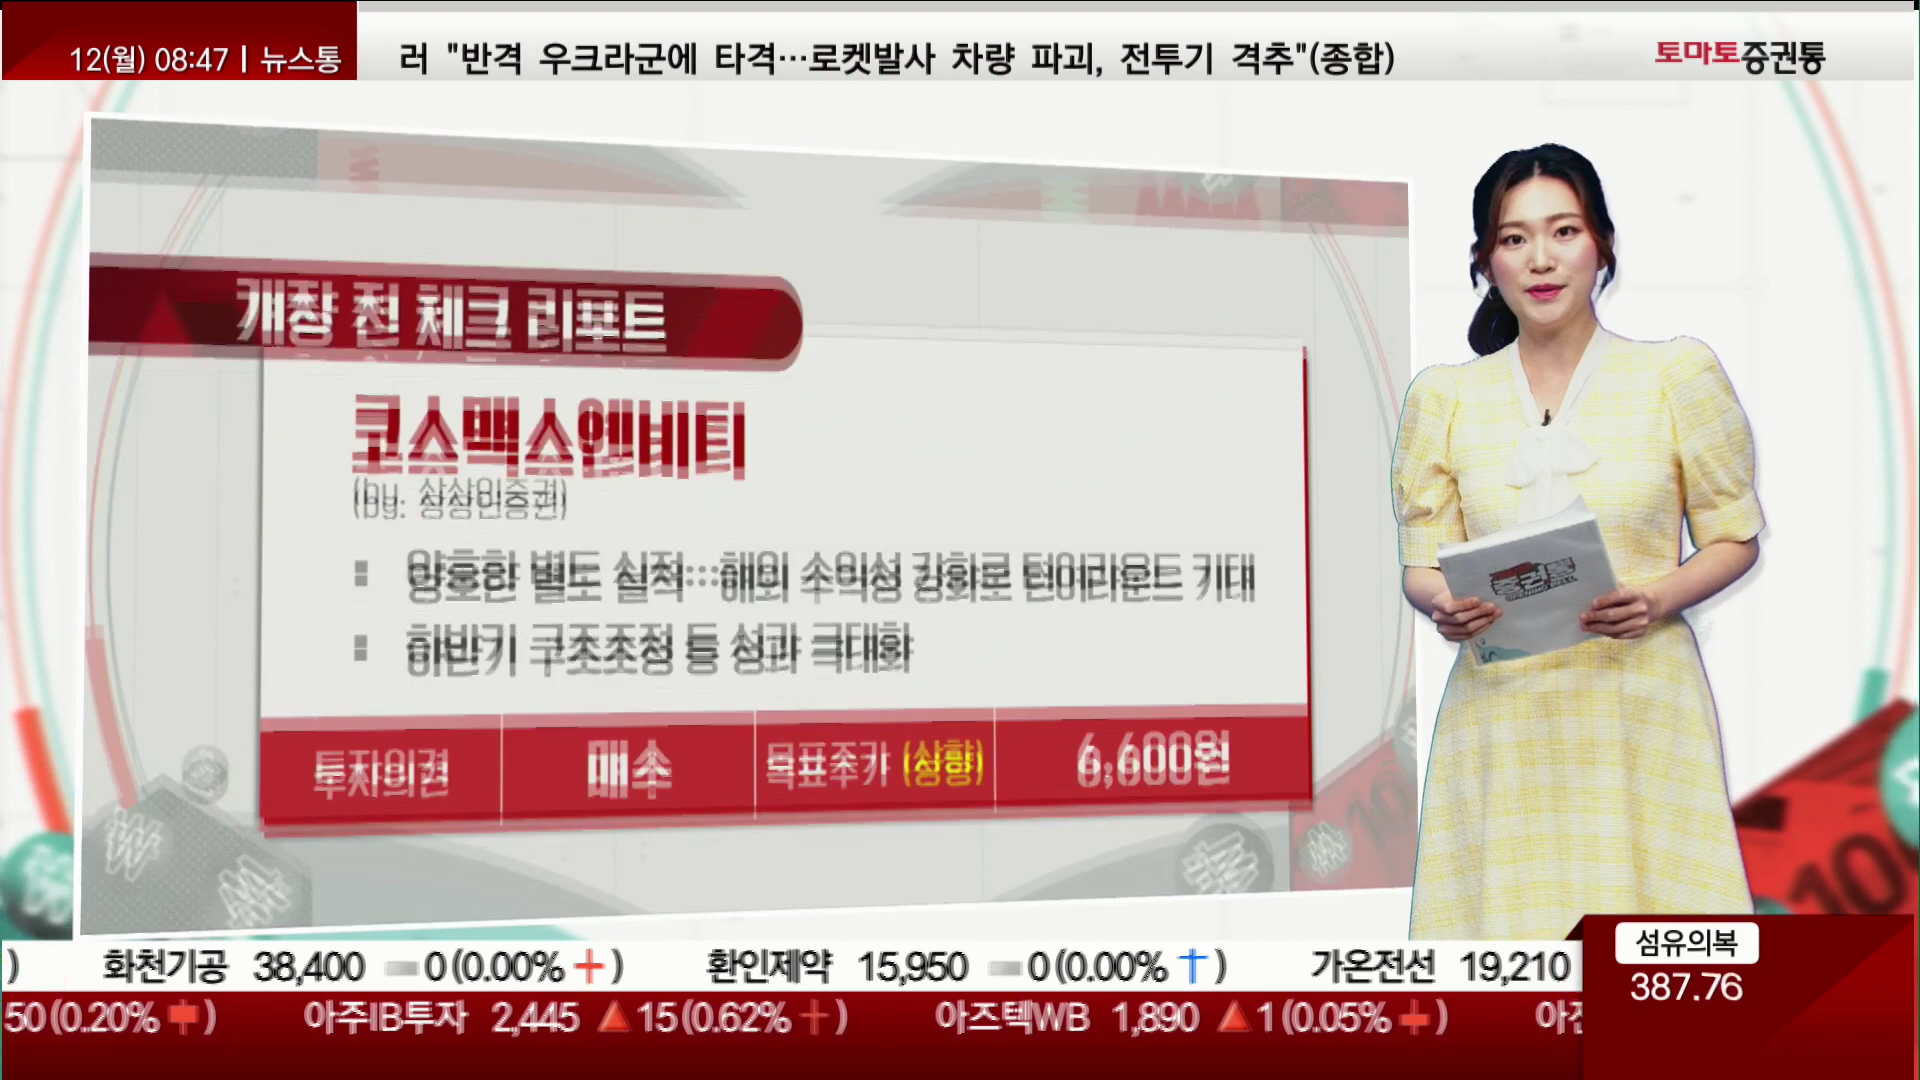 12(월) 08:47 | 뉴스통
러 "반격 우크라군에 타격…로켓발사 차량 파괴, 전투기 격추"(종합)
토마토증권통
개장 전 체크 리포트
코스맥스엔비티
(by. 상상인증권)
양호한 별도 실적…해외 수익성 강화로 턴어라운드 기대
하반기 구조조정 등 성과 극대화
투자의견 매수 목표주가 (상향) 6,600원
증권통
) 화천기공 38,400 0(0.00% ) 환인제약 15,950 0(0.00% ) 가온전선 19,210
섬유의복
387.76
50(0.20% ) 아주IB투자 2,445 ▲15(0.62% ) 아즈텍WB 1,890 ▲1(0.05% )